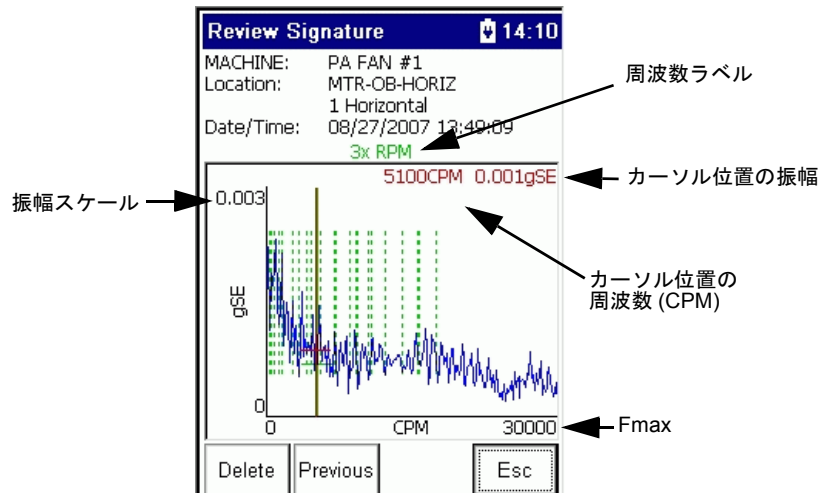 Review Signature 14:10
MACHINE: PA FAN #1
Location: MTR-OB-HORIZ
1 Horizontal
Date/Time: 08/27/2007 13:49:09
3x RPM
周波数ラベル
5100CPM 0.001gSE
カーソル位置の振幅
振幅スケール
0.003
カーソル位置の
周波数 (CPM)
gSE
0
0 CPM 30000
Fmax
Delete Previous Esc